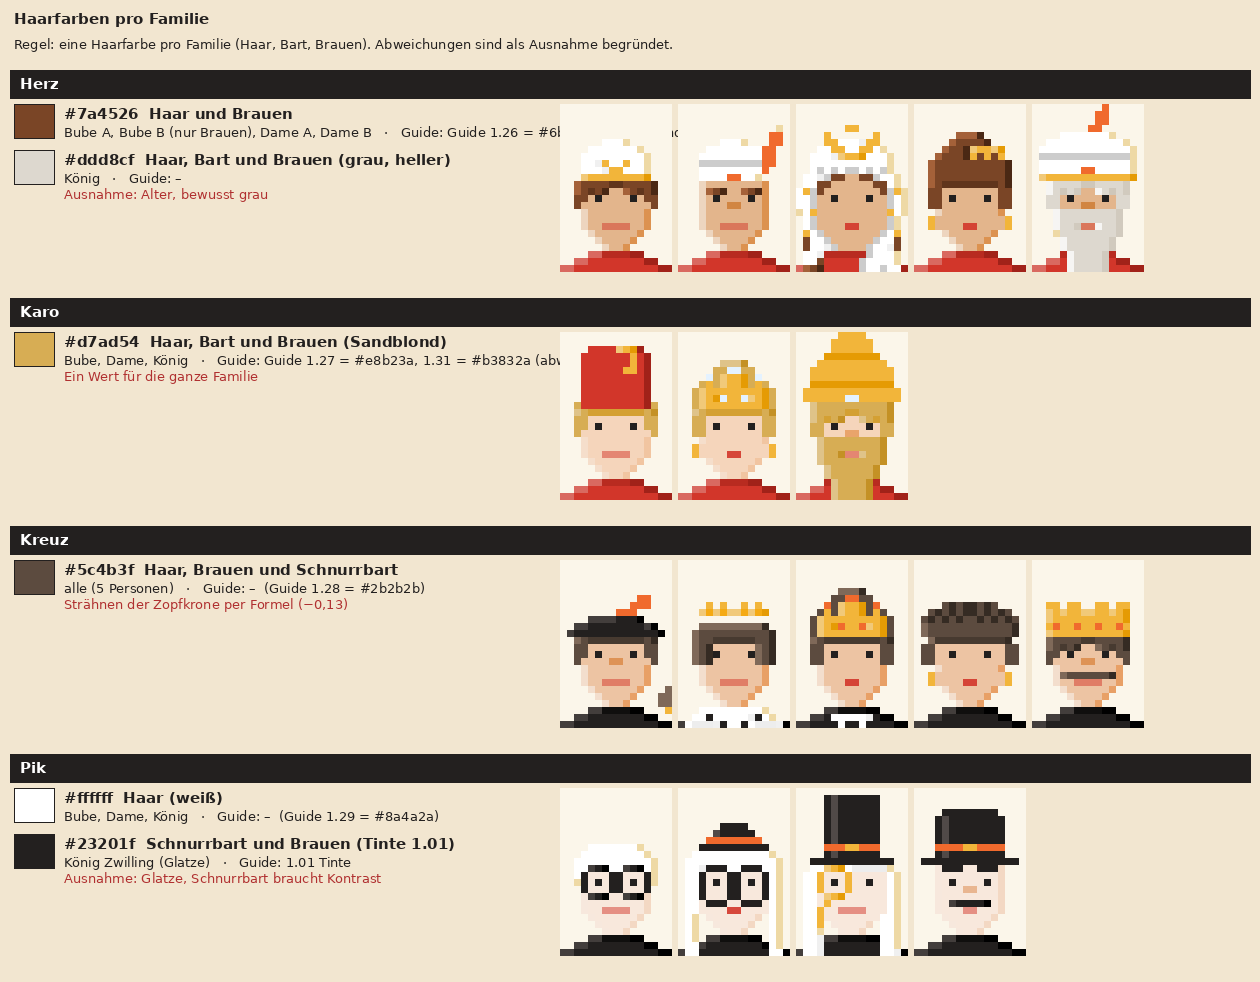 Haarfarben pro Familie
Regel: eine Haarfarbe pro Familie (Haar, Bart, Brauen). Abweichungen sind als Ausnahme begründet.
Herz
#7a4526 Haar und Brauen
Bube A, Bube B (nur Brauen), Dame A, Dame B · Guide: Guide 1.26 =
#ddd8cf Haar, Bart und Brauen (grau, heller)
König · Guide: –
Ausnahme: Alter, bewusst grau
Karo
#d7ad54 Haar, Bart und Brauen (Sandblond)
Bube, Dame, König · Guide: Guide 1.27 = #e8b23a, 1.31 = #b3832a
Ein Wert für die ganze Familie
Kreuz
#5c4b3f Haar, Brauen und Schnurrbart
alle (5 Personen) · Guide: – (Guide 1.28 = #2b2b2b)
Strähnen der Zopfkrone per Formel (−0,13)
Pik
#ffffff Haar (weiß)
Bube, Dame, König · Guide: – (Guide 1.29 = #8a4a2a)
#23201f Schnurrbart und Brauen (Tinte 1.01)
König Zwilling (Glatze) · Guide: 1.01 Tinte
Ausnahme: Glatze, Schnurrbart braucht Kontrast